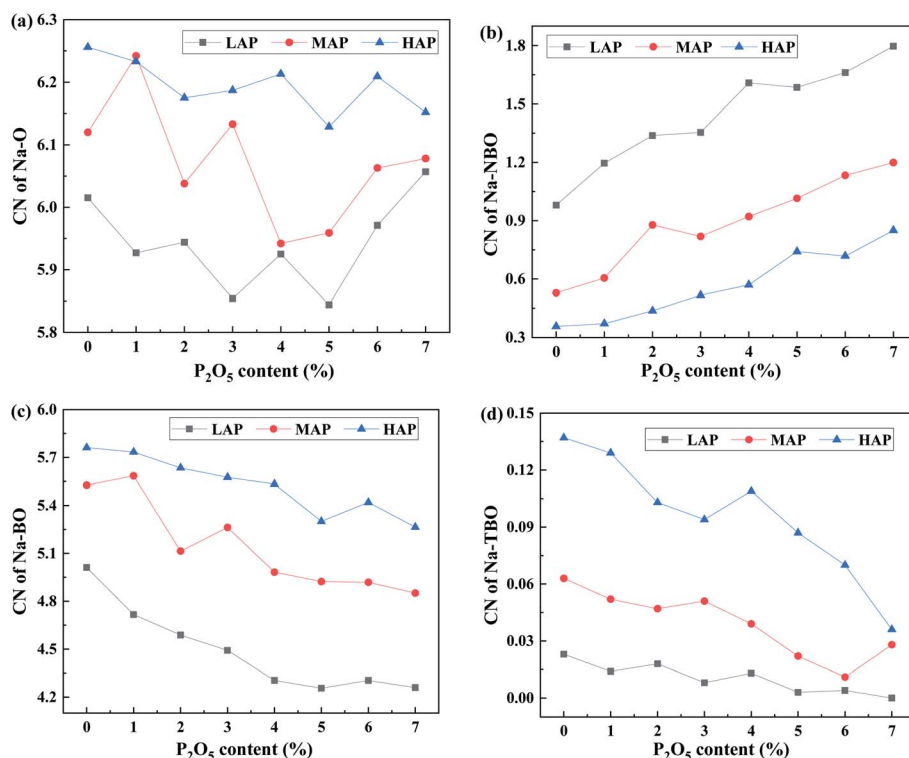 (a)
LAP MAP HAP
CN of Na-O
6.3
6.2
6.1
6.0
5.9
5.8
0 1 2 3 4 5 6 7
P₂O₅ content (%)
(b)
LAP MAP HAP
CN of Na-NBO
1.8
1.5
1.2
0.9
0.6
0.3
0 1 2 3 4 5 6 7
P₂O₅ content (%)
(c)
LAP MAP HAP
CN of Na-BO
6.0
5.7
5.4
5.1
4.8
4.5
4.2
0 1 2 3 4 5 6 7
P₂O₅ content (%)
(d)
LAP MAP HAP
CN of Na-TBO
0.15
0.12
0.09
0.06
0.03
0.00
0 1 2 3 4 5 6 7
P₂O₅ content (%)